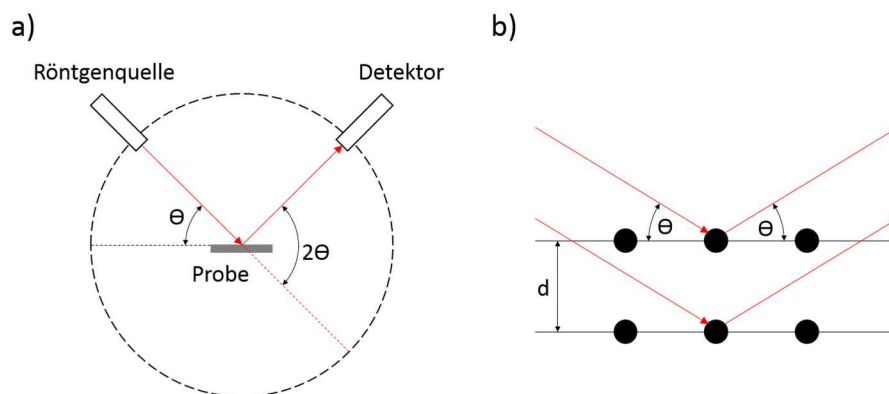 a)
Röntgenquelle
Detektor
ϴ
2ϴ
Probe
b)
ϴ
ϴ
d